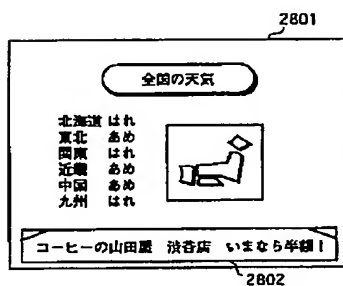 2801
全国の天気
北海道 はれ
東北 あめ
関東 はれ
近畿 あめ
中国 あめ
九州 はれ
コーヒーの山田屋 渋谷店 いまなら半額!
2802